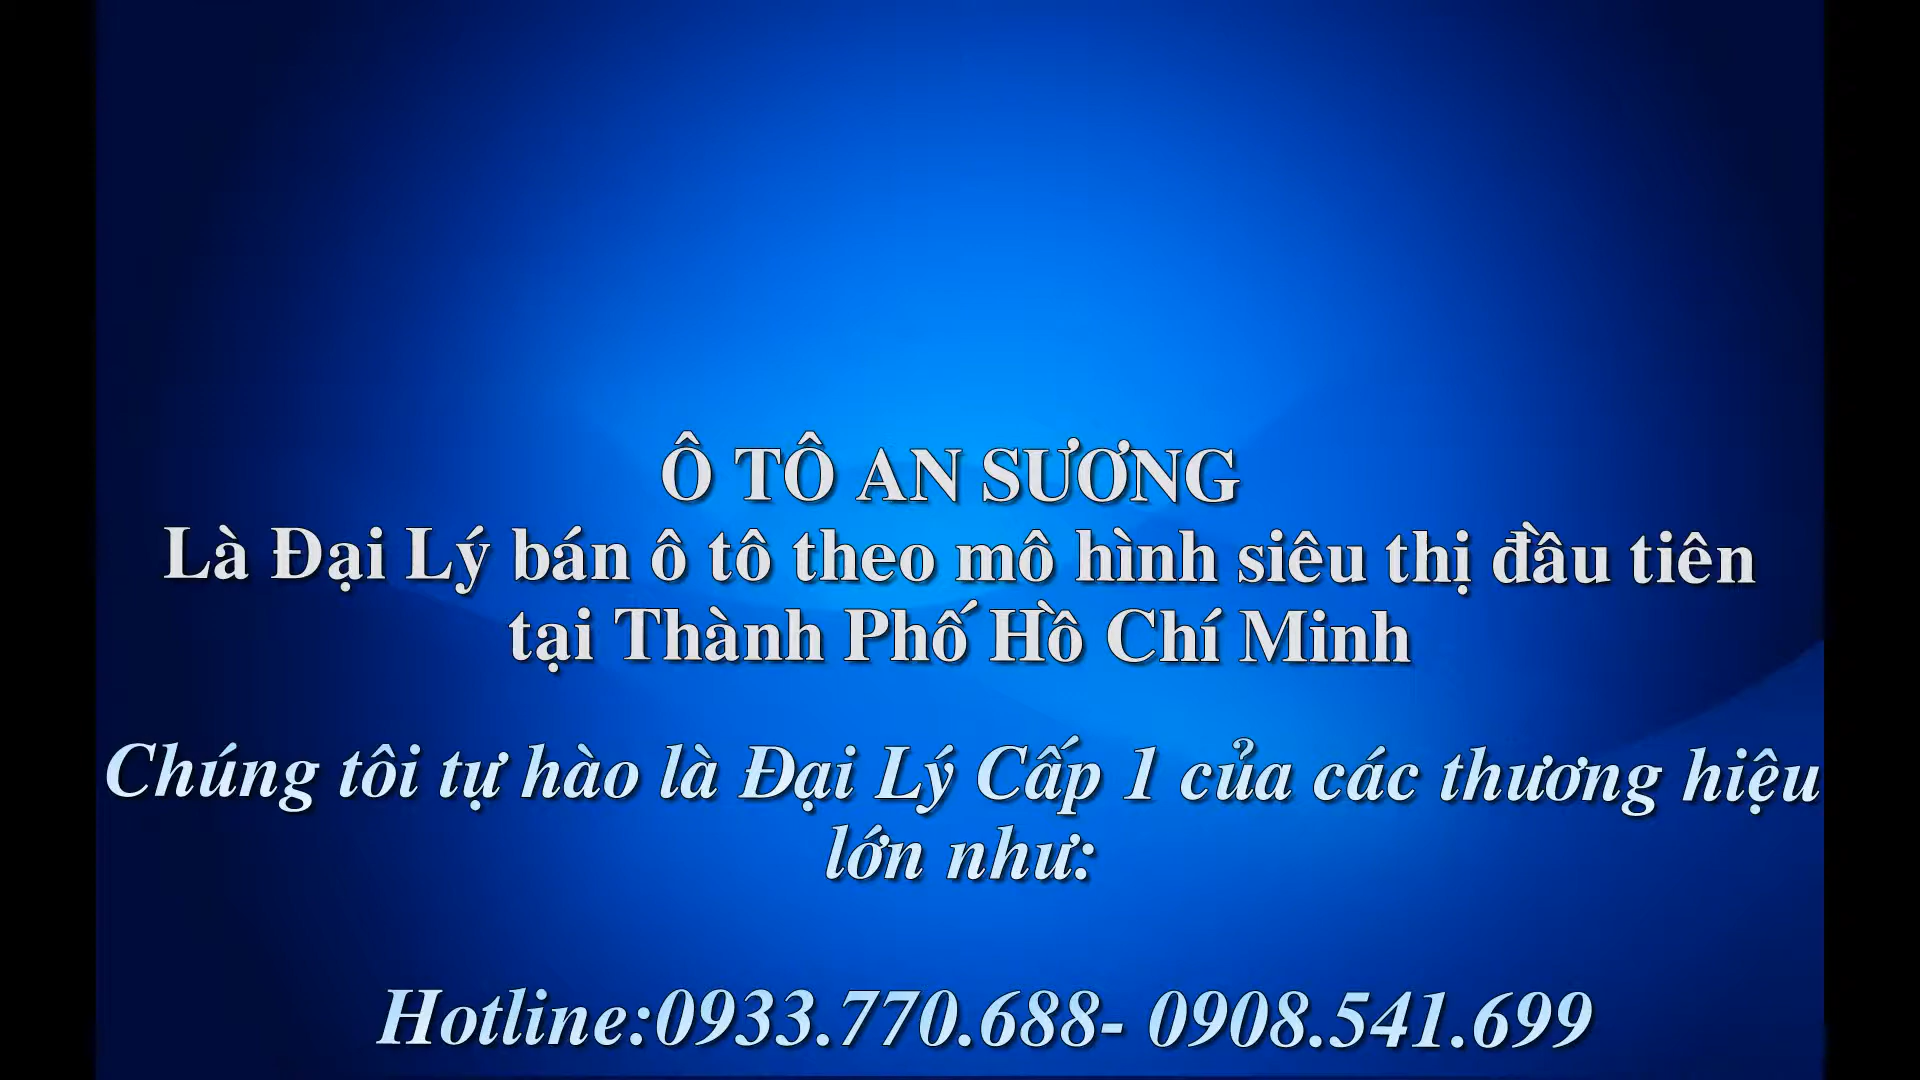 Ô TÔ AN SƯƠNG
Là Đại Lý bán ô tô theo mô hình siêu thị đầu tiên
tại Thành Phố Hồ Chí Minh
Chúng tôi tự hào là Đại Lý Cấp 1 của các thương hiệu
lớn như:
Hotline:0933.770.688- 0908.541.699